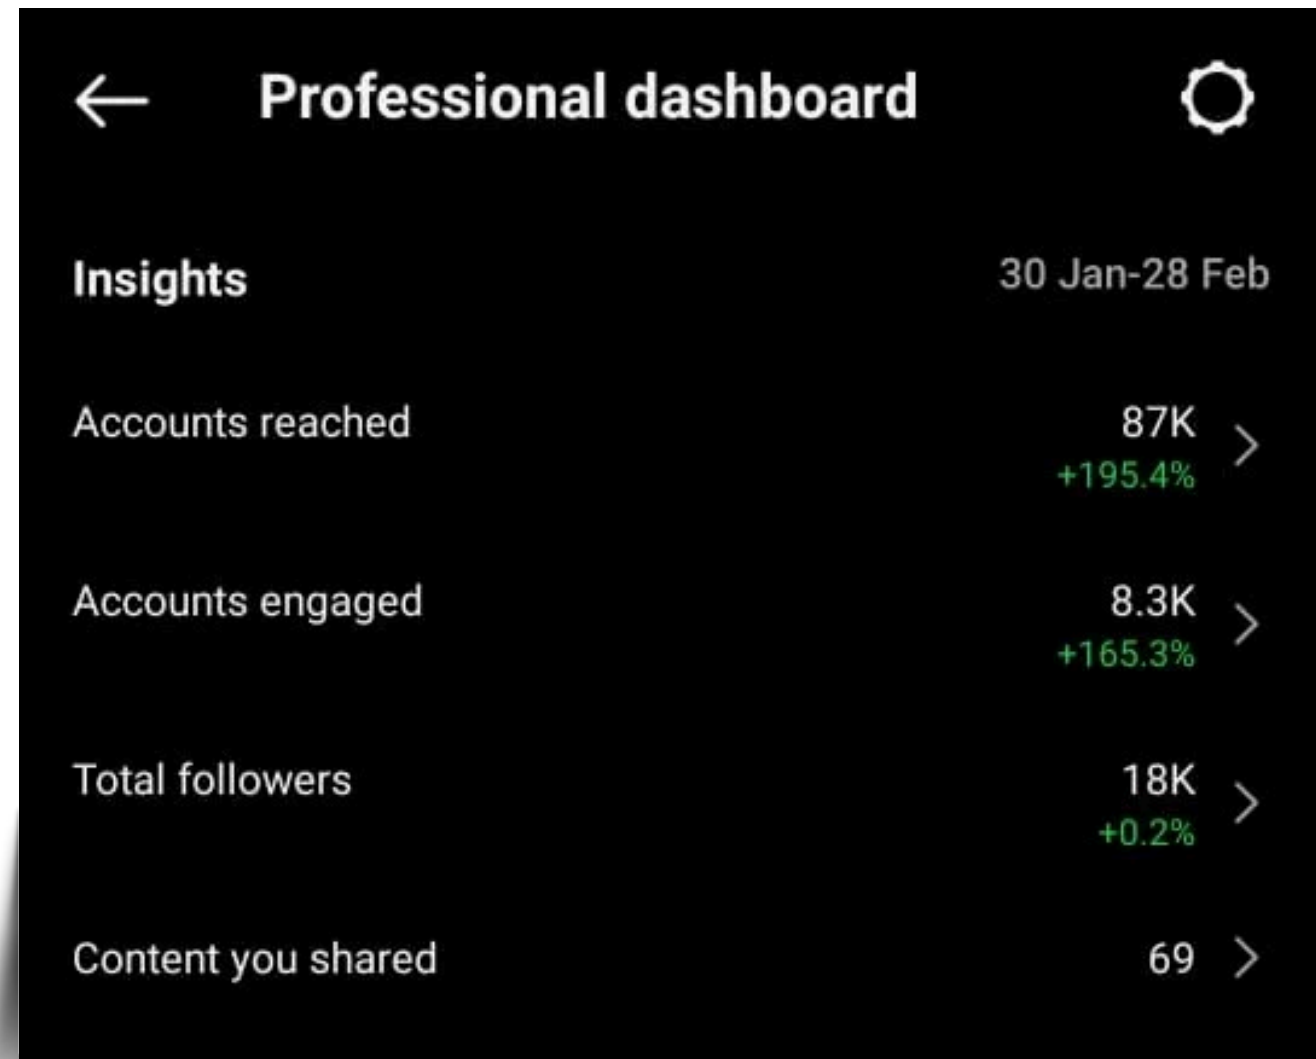 Professional dashboard
Insights
30 Jan-28 Feb
Accounts reached
87K
+195.4%
Accounts engaged
8.3K
+165.3%
Total followers
18K
+0.2%
Content you shared
69